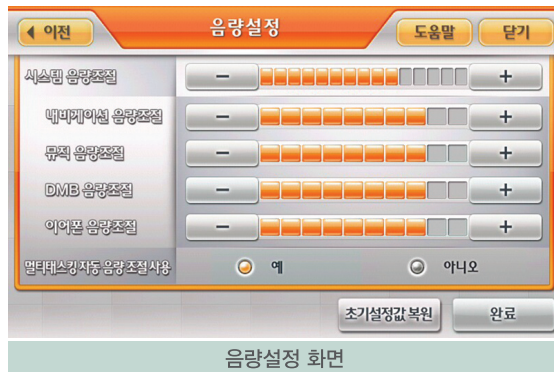 이전 음량설정 도움말 닫기
시스템 음량조절 - +
내비게이션 음량조절 - +
뮤직 음량조절 - +
DMB 음량조절 - +
이어폰 음량조절 - +
멀티태스킹 자동 음량 조절 사용 예 아니오
초기설정값 복원 완료
음량설정 화면